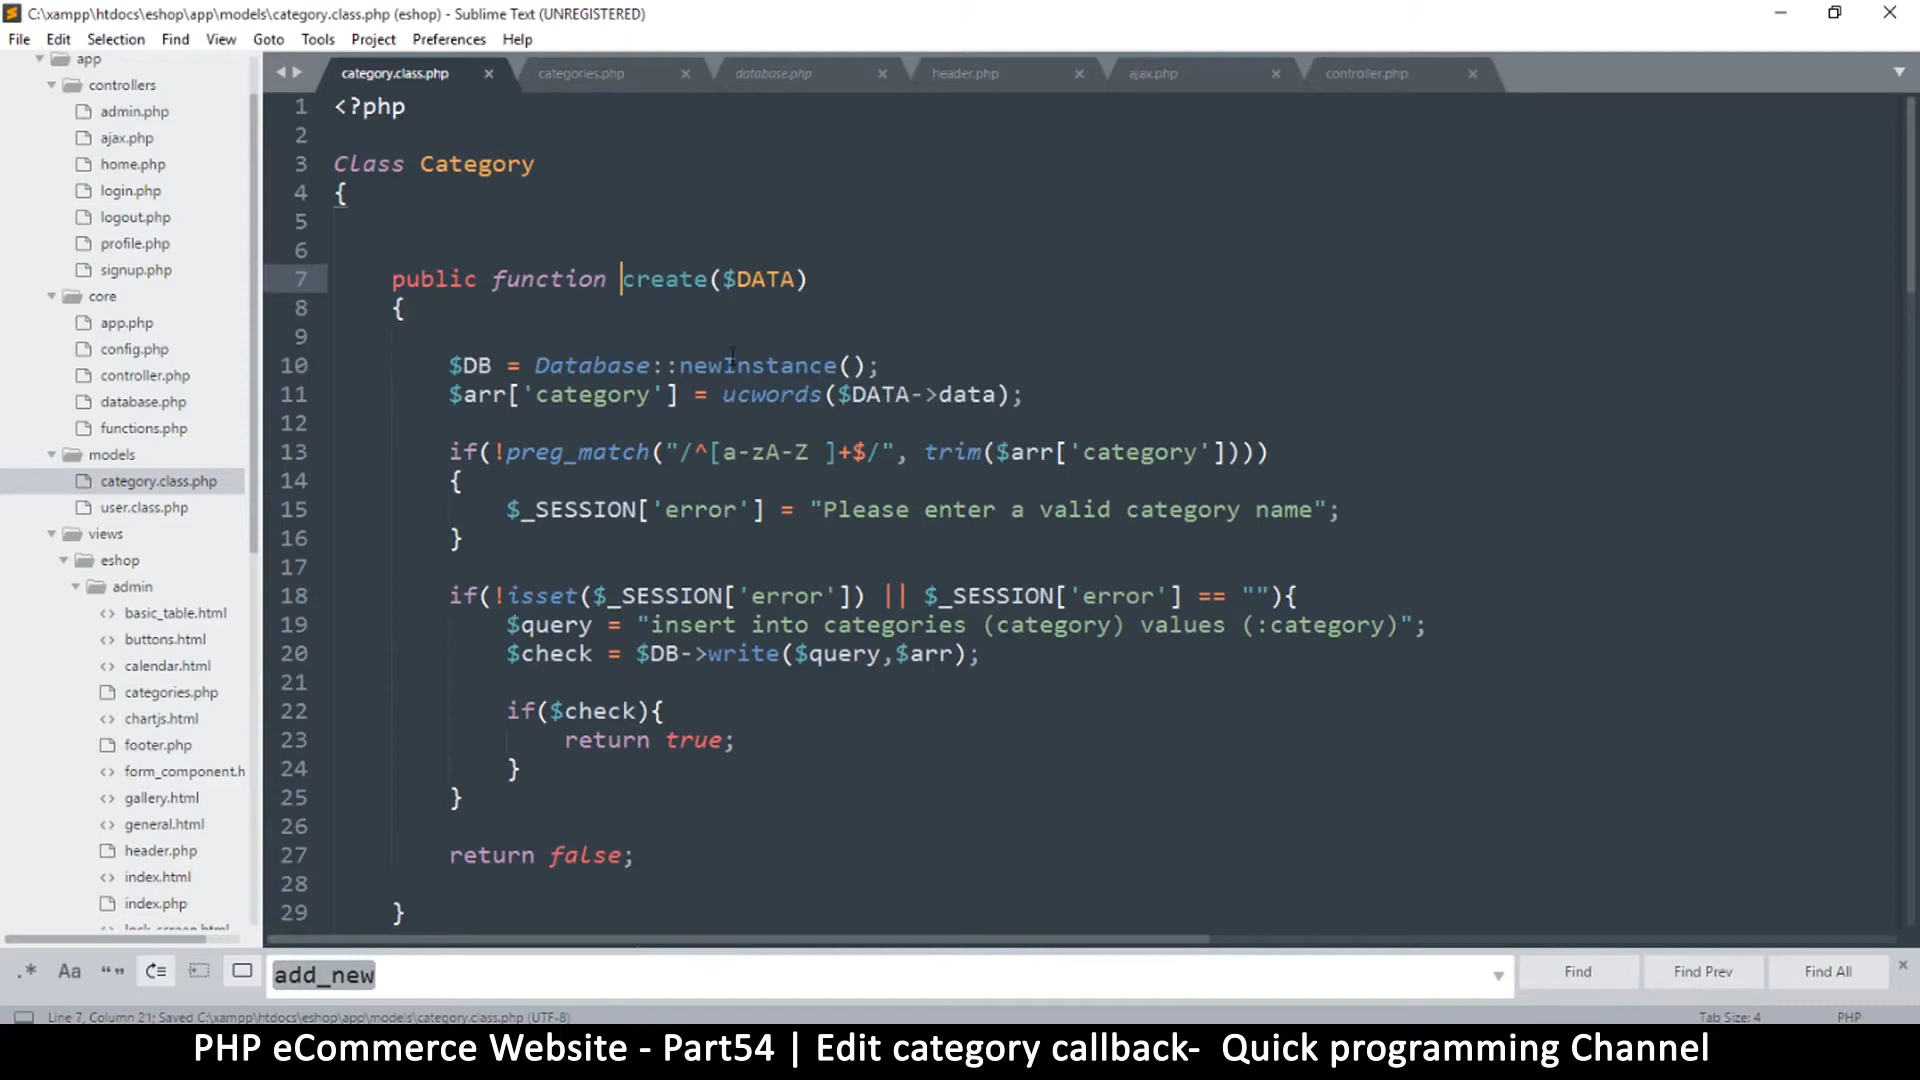 C:\xampp\htdocs\eshop\app\models\category.class.php (eshop) - Sublime Text (UNREGISTERED)
File Edit Selection Find View Goto Tools Project Preferences Help
app
controllers
admin.php
ajax.php
home.php
login.php
logout.php
profile.php
signup.php
core
app.php
config.php
controller.php
database.php
functions.php
models
category.class.php
user.class.php
views
eshop
admin
basic_table.html
buttons.html
calendar.html
categories.php
chartjs.html
footer.php
form_component.h
gallery.html
general.html
header.php
index.html
index.php
lock_screen.html
category.class.php categories.php database.php header.php ajax.php controller.php
1 <?php
2
3 Class Category
4 {
5
6
7 public function create($DATA)
8 {
9
10 $DB = Database::newInstance();
11 $arr['category'] = ucwords($DATA->data);
12
13 if(!preg_match("/^[a-zA-Z ]+$/", trim($arr['category'])))
14 {
15 $_SESSION['error'] = "Please enter a valid category name";
16 }
17
18 if(!isset($_SESSION['error']) || $_SESSION['error'] == ""){
19 $query = "insert into categories (category) values (:category)";
20 $check = $DB->write($query,$arr);
21
22 if($check){
23 return true;
24 }
25 }
26
27 return false;
28
29 }
.* Aa “” add_new Find Find Prev Find All
Line 7, Column 21; Saved C:\xampp\htdocs\eshop\app\models\category.class.php (UTF-8) Tab Size: 4 PHP
PHP eCommerce Website - Part54 | Edit category callback- Quick programming Channel